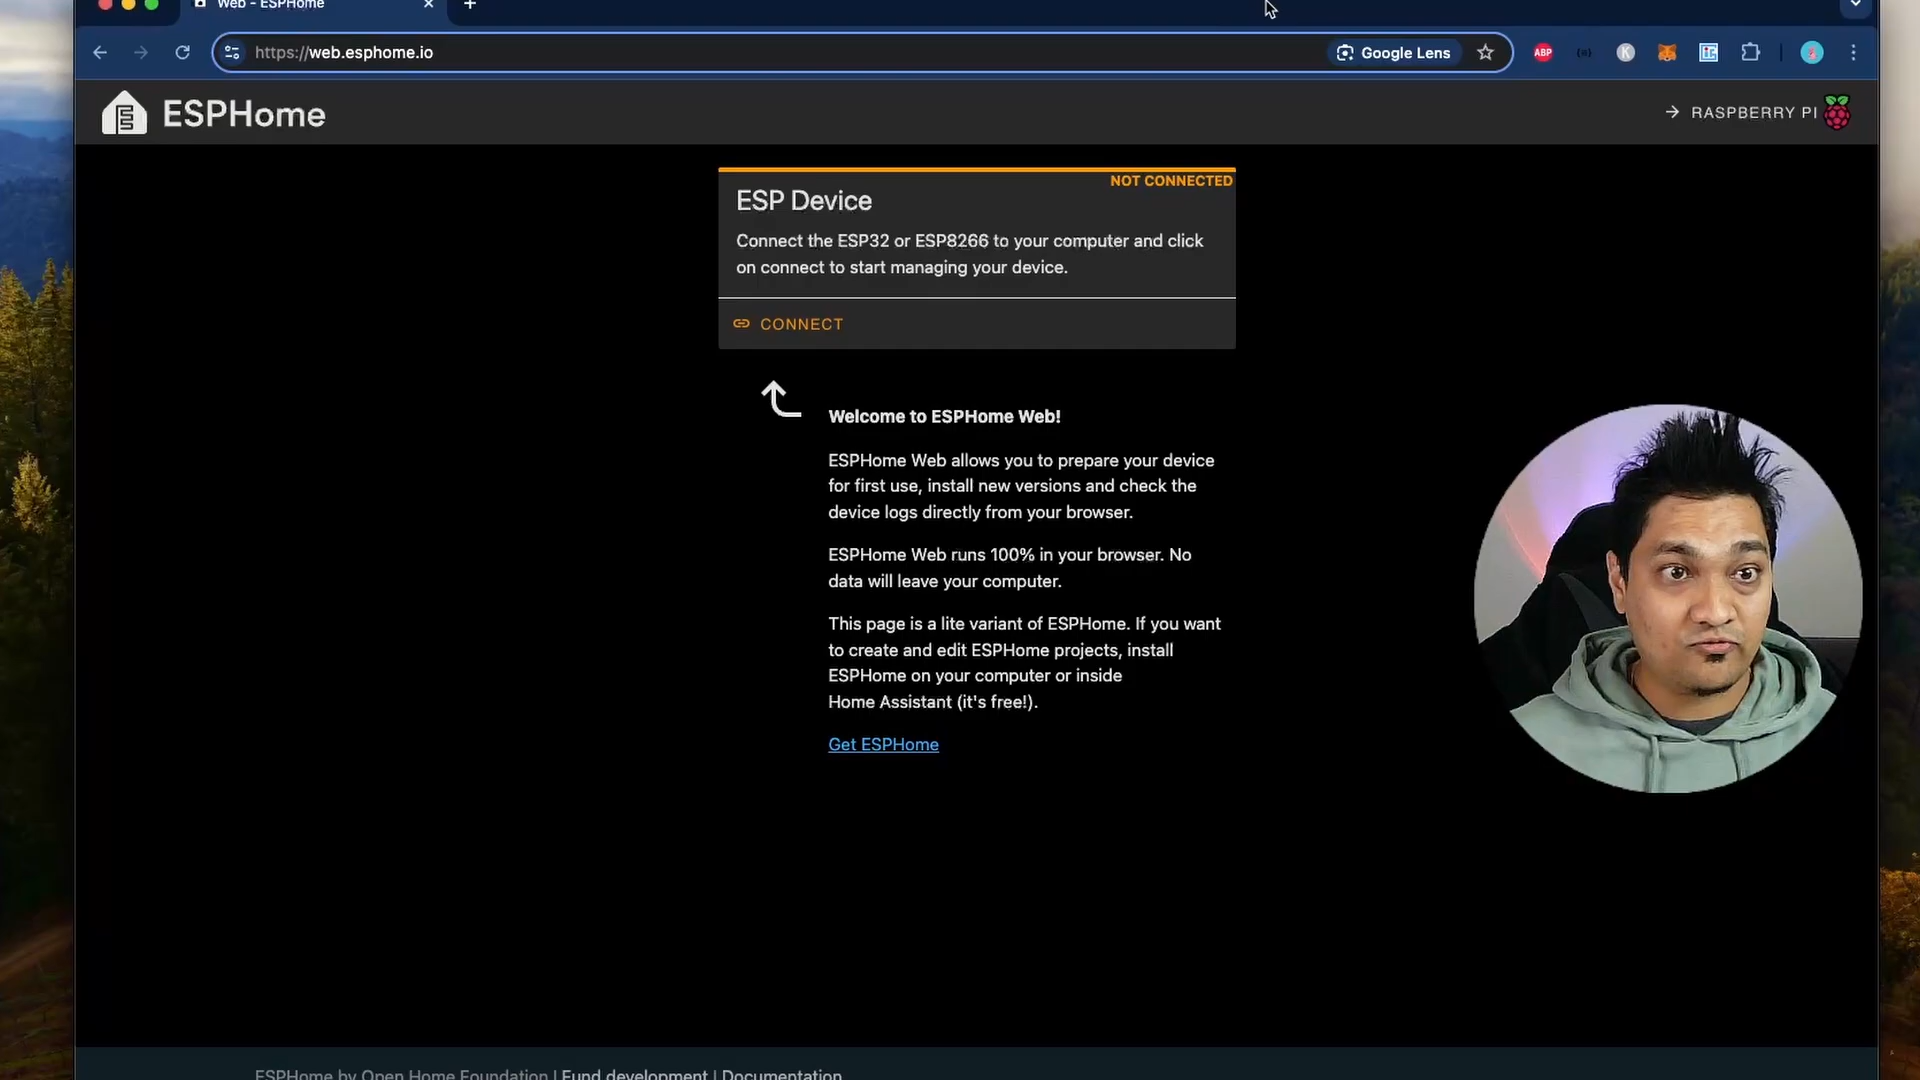 Web - ESPHome
https://web.esphome.io
Google Lens
ABP
K
ESPHome
RASPBERRY PI
NOT CONNECTED
ESP Device
Connect the ESP32 or ESP8266 to your computer and click
on connect to start managing your device.
CONNECT
Welcome to ESPHome Web!
ESPHome Web allows you to prepare your device
for first use, install new versions and check the
device logs directly from your browser.
ESPHome Web runs 100% in your browser. No
data will leave your computer.
This page is a lite variant of ESPHome. If you want
to create and edit ESPHome projects, install
ESPHome on your computer or inside
Home Assistant (it's free!).
Get ESPHome
ESPHome by Open Home Foundation | Fund development | Documentation